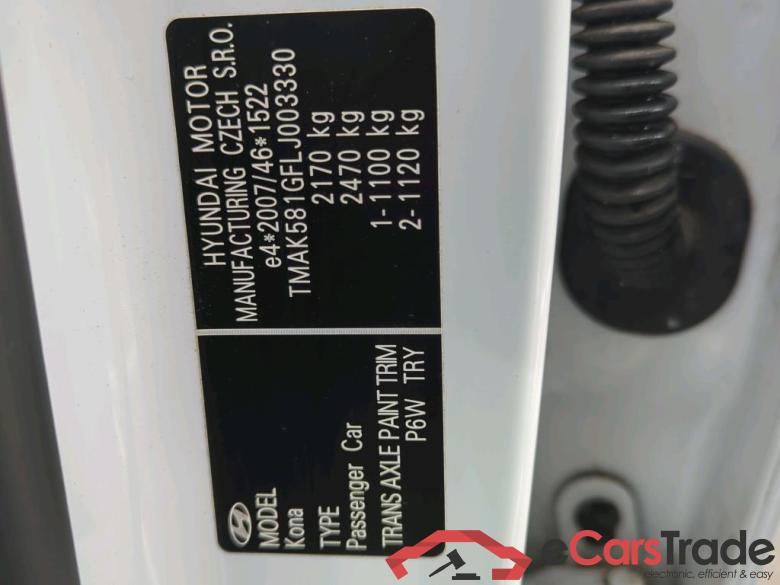 HYUNDAI MOTOR
MANUFACTURING CZECH S.R.O.
e4*2007/46*1522
TMAK581GFLJ003330
2170 kg
2470 kg
1- 1100 kg
2- 1120 kg
MODEL
Kona
TYPE
Passenger Car
TRANS AXLE PAINT TRIM
P6W TRY
eCarsTrade
electronic, efficient & easy